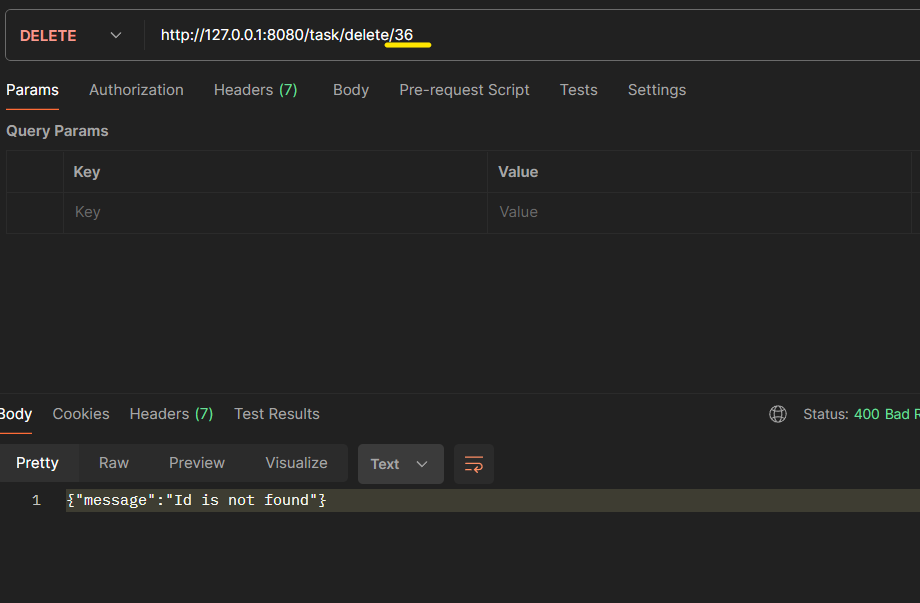 DELETE http://127.0.0.1:8080/task/delete/36
Params Authorization Headers (7) Body Pre-request Script Tests Settings
Query Params
Key Value
Key Value
Body Cookies Headers (7) Test Results Status: 400 Bad R
Pretty Raw Preview Visualize Text
1 {"message":"Id is not found"}